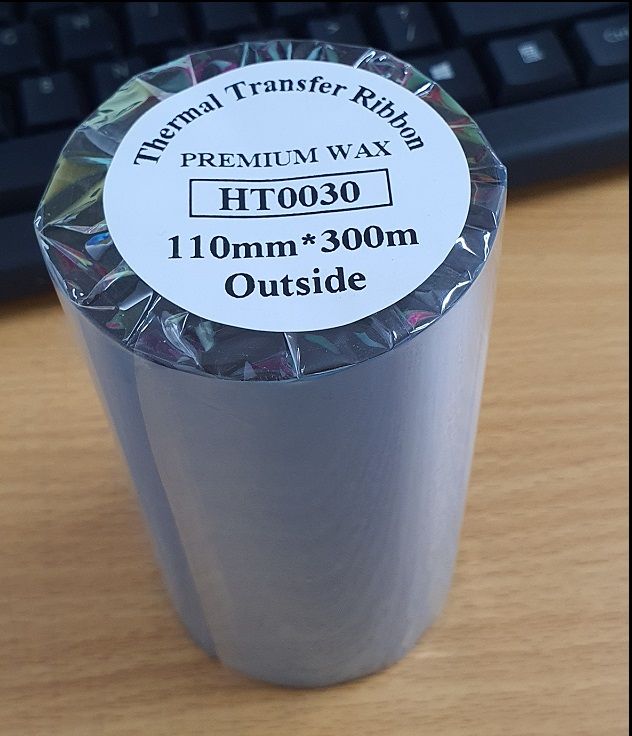 Thermal Transfer Ribbon
PREMIUM WAX
HT0030
110mm*300m
Outside